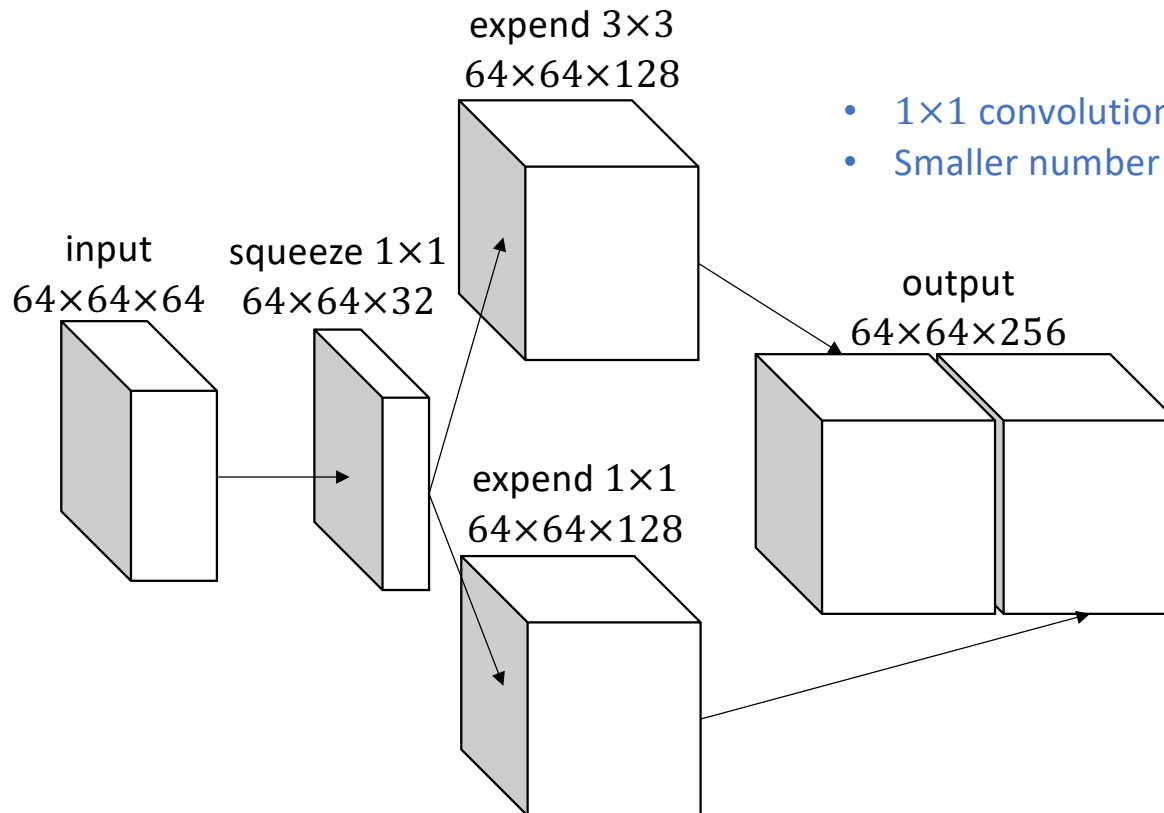 expend 3×3
64×64×128
• 1×1 convolution
• Smaller number
input
64×64×64
squeeze 1×1
64×64×32
output
64×64×256
expend 1×1
64×64×128